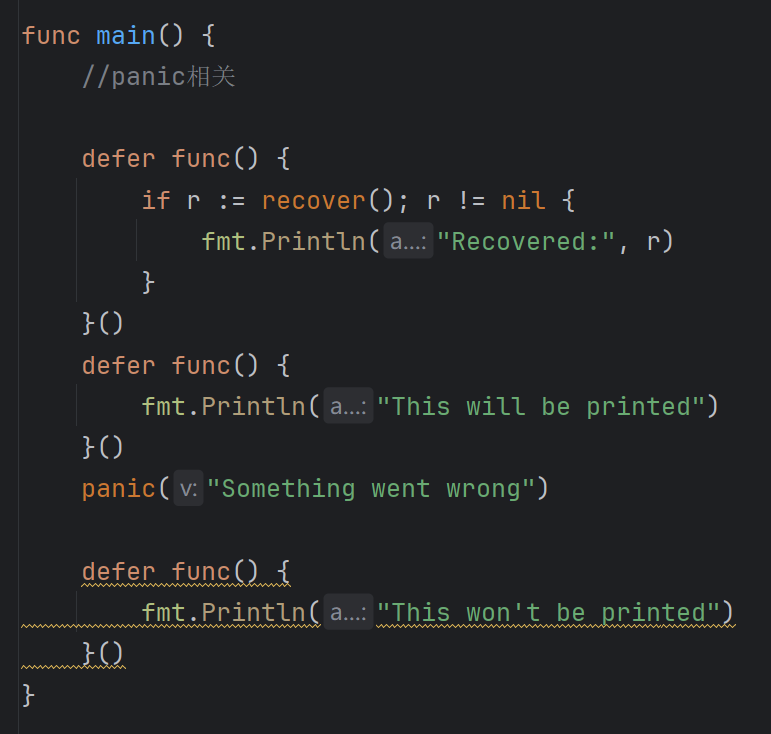 func main() {
//panic相关
defer func() {
if r := recover(); r != nil {
fmt.Println(a...: "Recovered:", r)
}
}()
defer func() {
fmt.Println(a...: "This will be printed")
}()
panic(v: "Something went wrong")
defer func() {
fmt.Println(a...: "This won't be printed")
}()
}